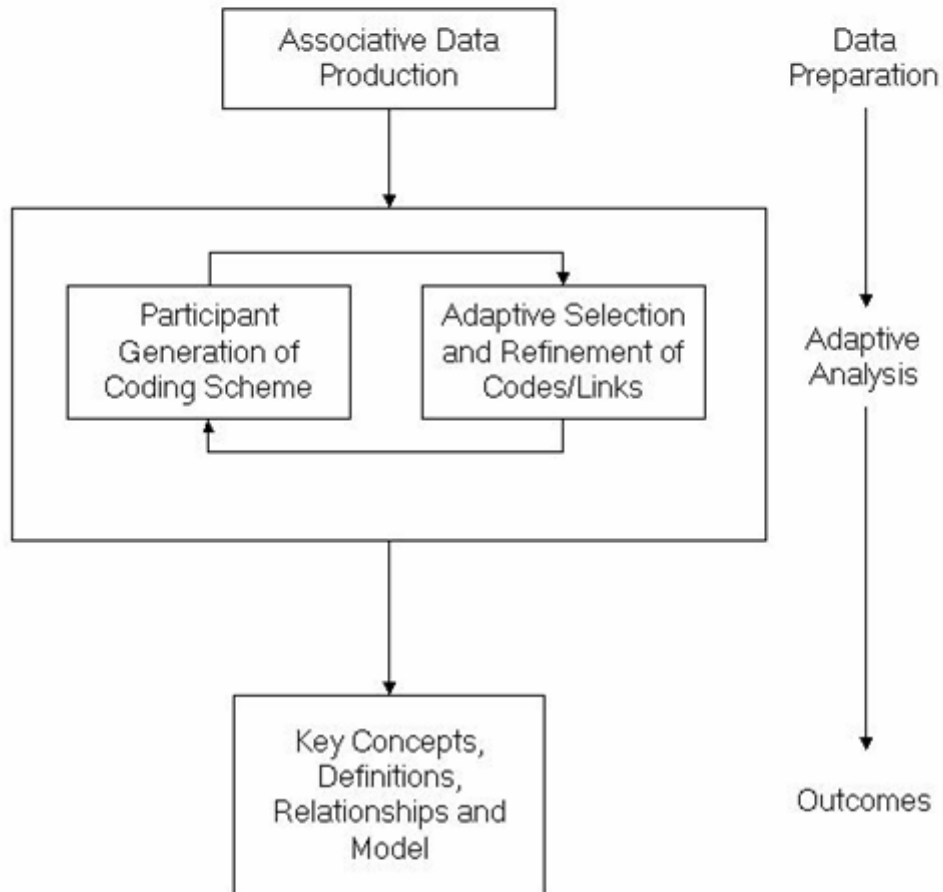 Associative Data
Production
Data
Preparation
Participant
Generation of
Coding Scheme
Adaptive Selection
and Refinement of
Codes/Links
Adaptive
Analysis
Key Concepts,
Definitions,
Relationships and
Model
Outcomes